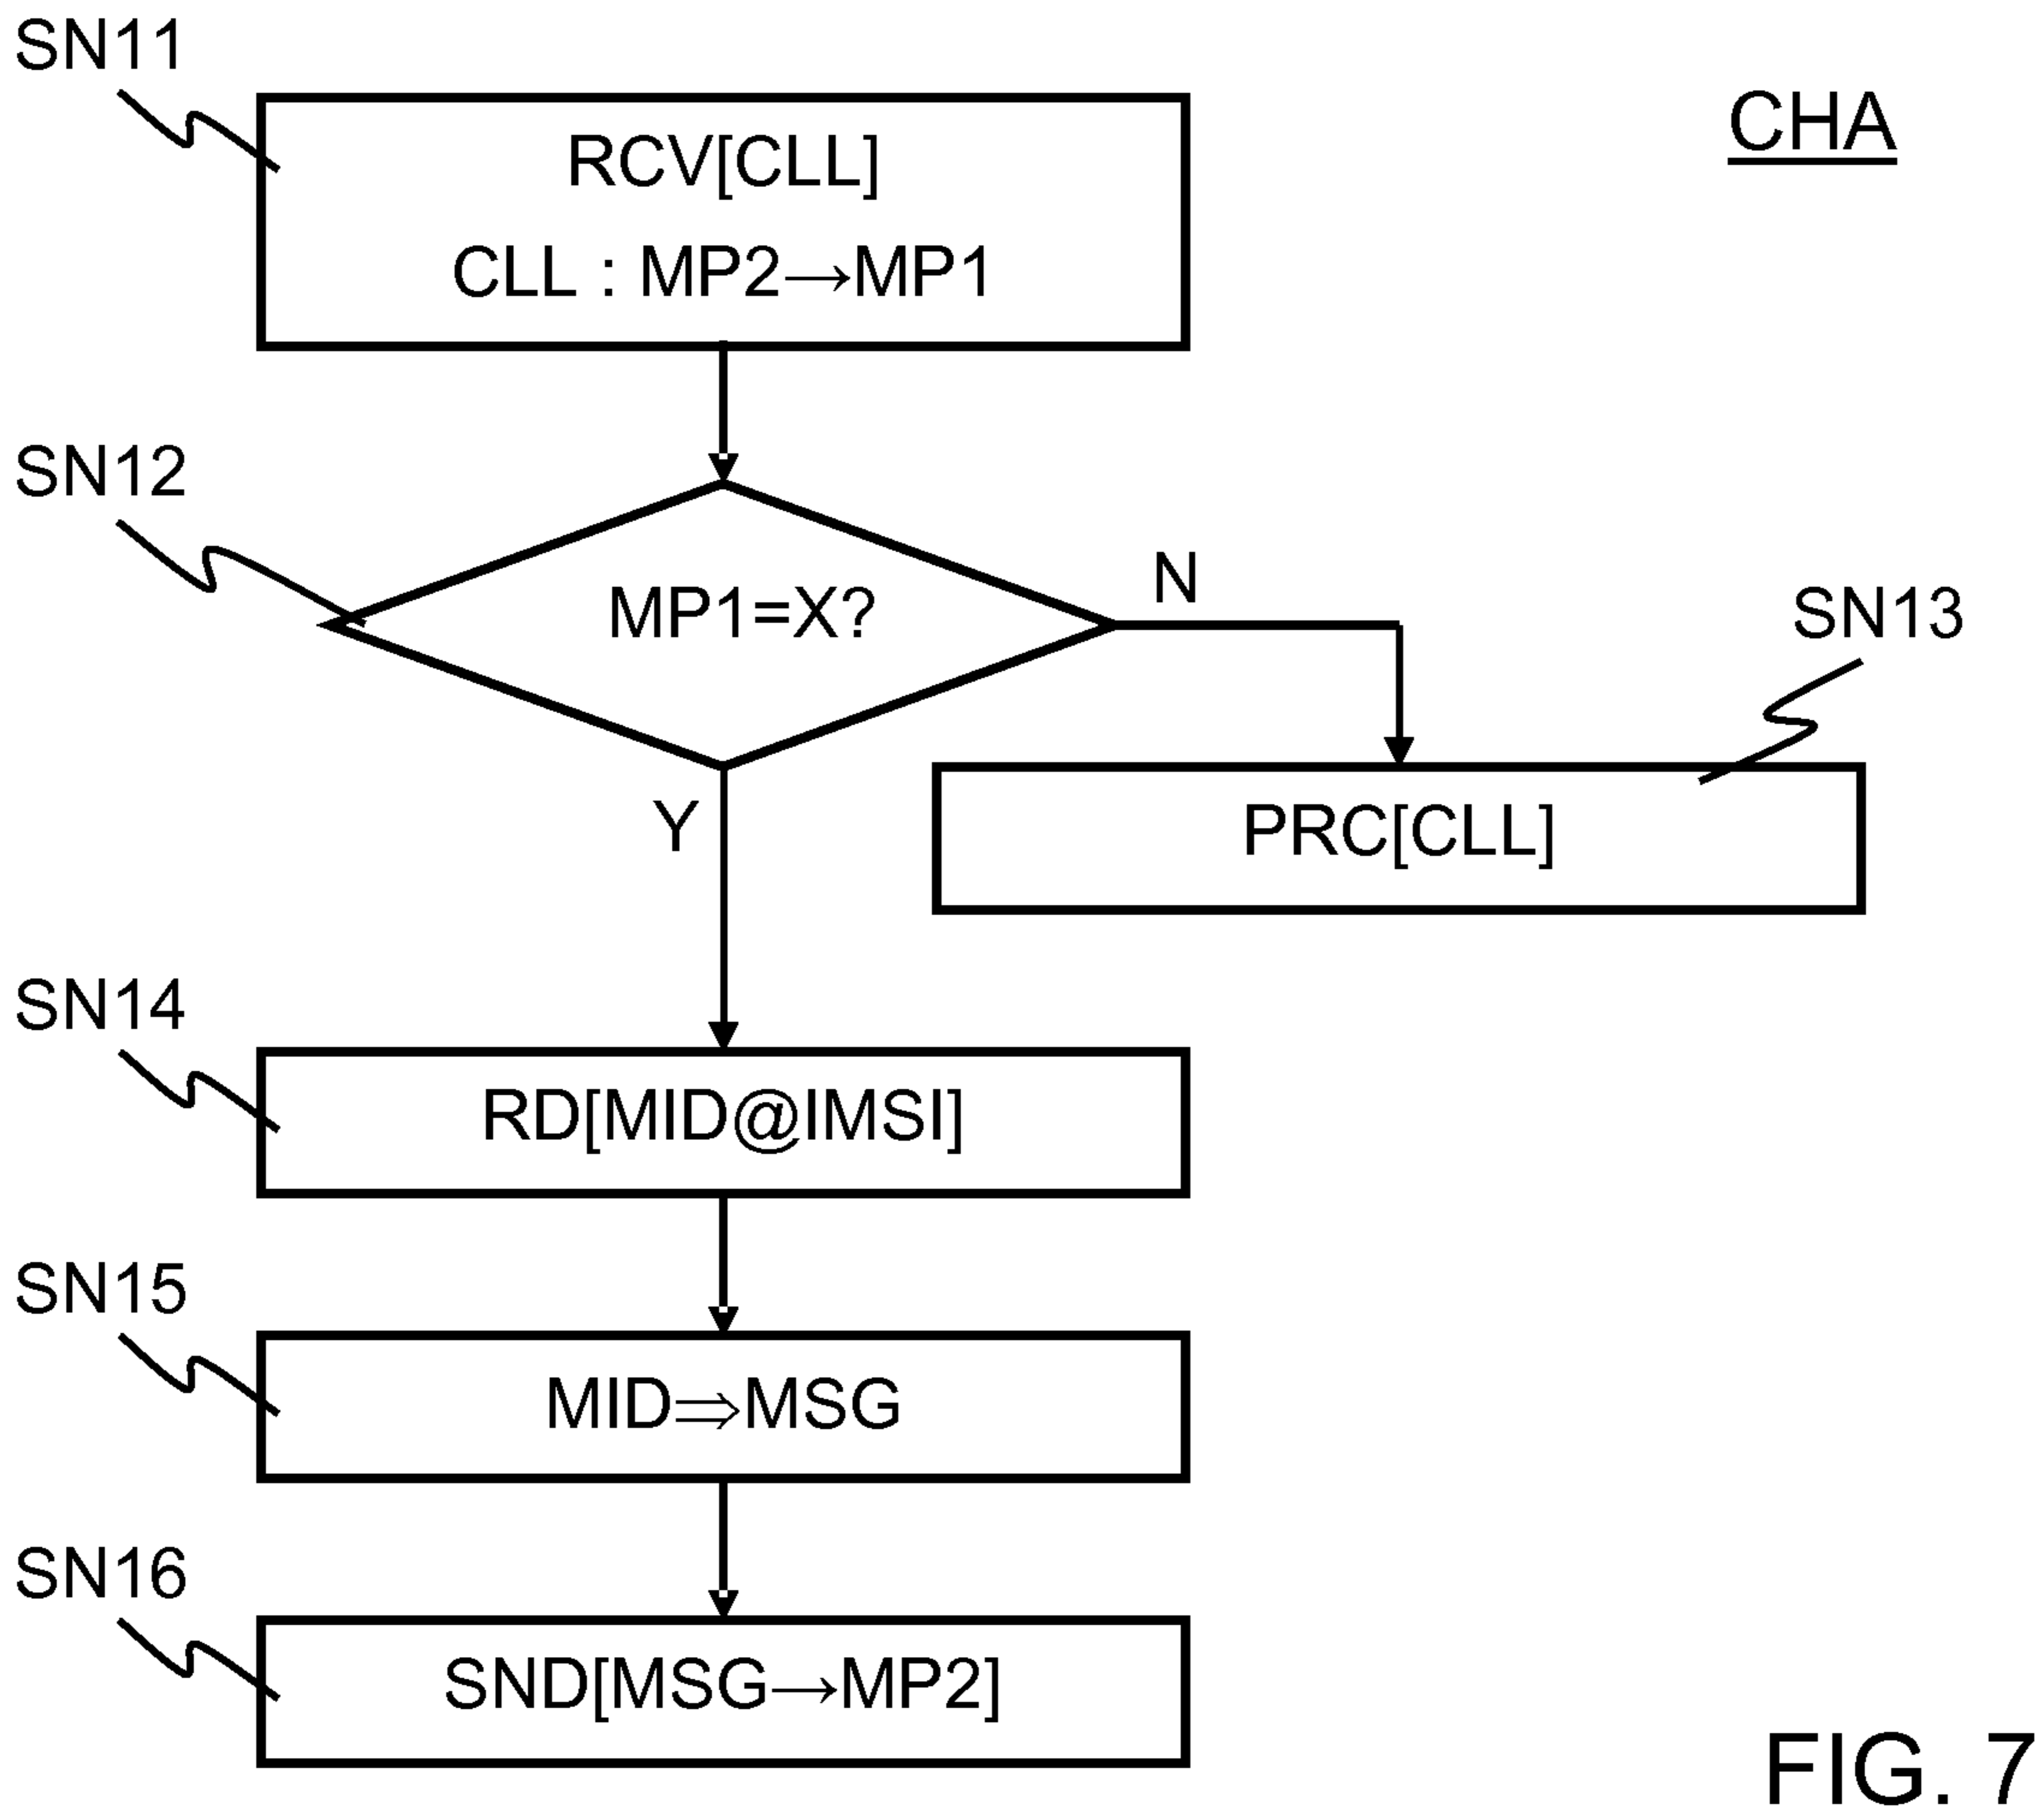 SN11
CHA
RCV[CLL]
CLL : MP2→MP1
SN12
MP1=X?
N
SN13
Y
PRC[CLL]
SN14
RD[MID@IMSI]
SN15
MID⇒MSG
SN16
SND[MSG→MP2]
FIG. 7